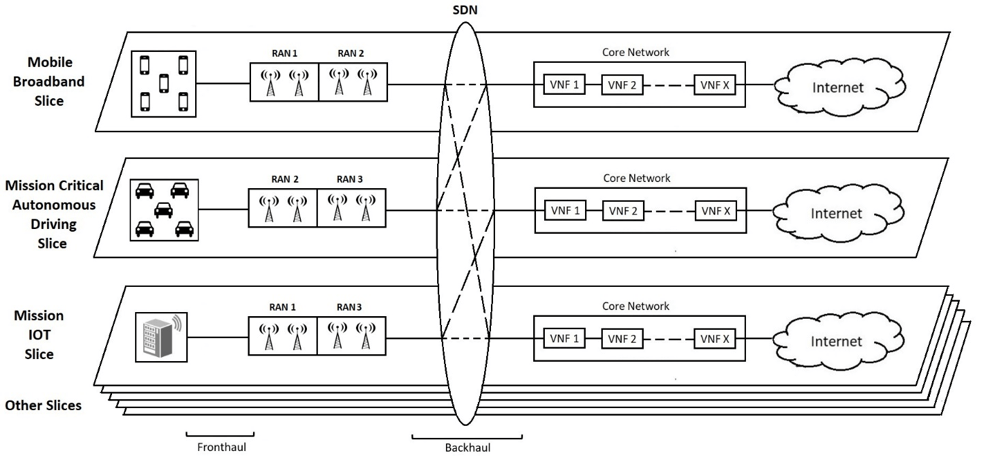 SDN
Mobile
Broadband
Slice
RAN 1
RAN 2
Core Network
VNF 1
VNF 2
VNF X
Internet
Mission Critical
Autonomous
Driving
Slice
RAN 2
RAN 3
Core Network
VNF 1
VNF 2
VNF X
Internet
Mission
IOT
Slice
RAN 1
RAN3
Core Network
VNF 1
VNF 2
VNF X
Internet
Other Slices
Fronthaul
Backhaul